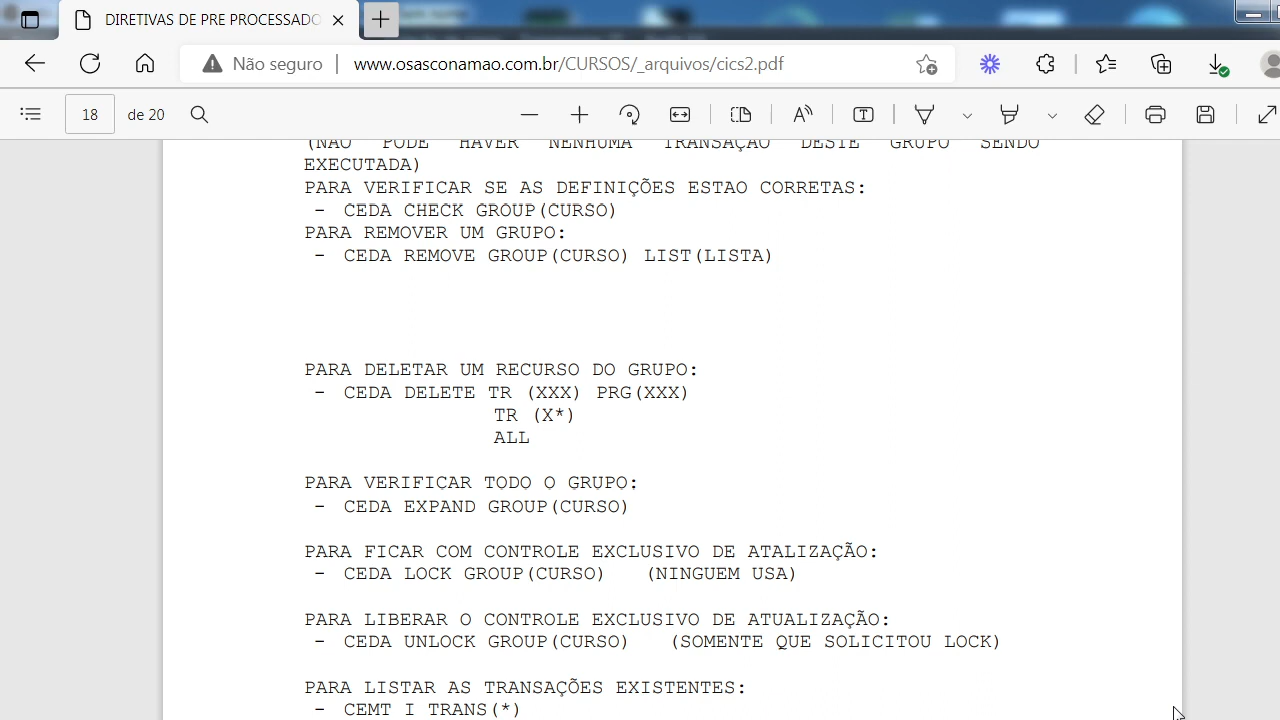 DIRETIVAS DE PRE PROCESSADO
Não seguro | www.osasconamao.com.br/CURSOS/_arquivos/cics2.pdf
18 de 20
(NAO PODE HAVER NENHUMA TRANSAÇAO DESTE GRUPO SENDO
EXECUTADA)
PARA VERIFICAR SE AS DEFINIÇÕES ESTAO CORRETAS:
- CEDA CHECK GROUP(CURSO)
PARA REMOVER UM GRUPO:
- CEDA REMOVE GROUP(CURSO) LIST(LISTA)
PARA DELETAR UM RECURSO DO GRUPO:
- CEDA DELETE TR (XXX) PRG(XXX)
TR (X*)
ALL
PARA VERIFICAR TODO O GRUPO:
- CEDA EXPAND GROUP(CURSO)
PARA FICAR COM CONTROLE EXCLUSIVO DE ATALIZAÇÃO:
- CEDA LOCK GROUP(CURSO) (NINGUEM USA)
PARA LIBERAR O CONTROLE EXCLUSIVO DE ATUALIZAÇÃO:
- CEDA UNLOCK GROUP(CURSO) (SOMENTE QUE SOLICITOU LOCK)
PARA LISTAR AS TRANSAÇÕES EXISTENTES:
- CEMT I TRANS(*)